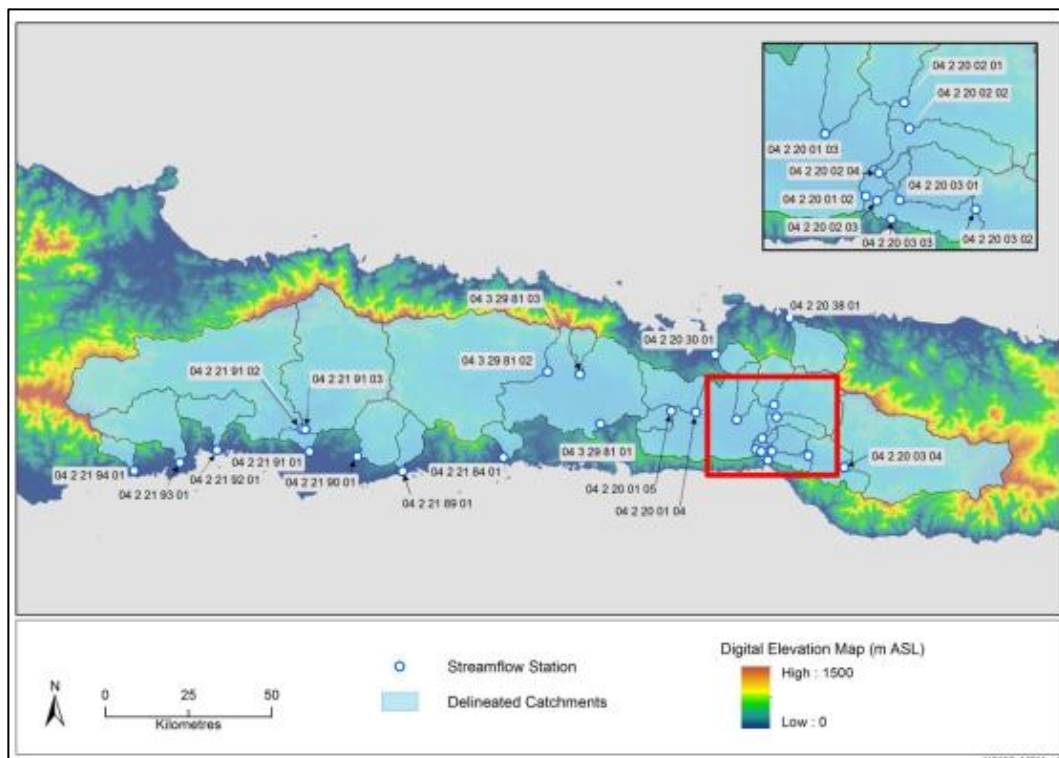 04 2 20 02 01
04 2 20 02 02
04 2 20 01 03
04 2 20 02 04
04 2 20 03 01
04 2 20 01 02
04 2 20 02 03
04 2 20 03 03
04 2 20 03 02
04 3 29 81 03
04 2 20 38 01
04 2 20 30 01
04 3 29 81 02
04 2 21 91 02
04 2 21 91 03
04 2 21 94 01
04 2 21 93 01
04 2 21 92 01
04 2 21 91 01
04 2 21 90 01
04 2 21 89 01
04 2 21 84 01
04 3 29 81 01
04 2 20 01 05
04 2 20 01 04
04 2 20 03 04
N
0 25 50
Kilometres
Streamflow Station
Delineated Catchments
Digital Elevation Map (m ASL)
High : 1500
Low : 0